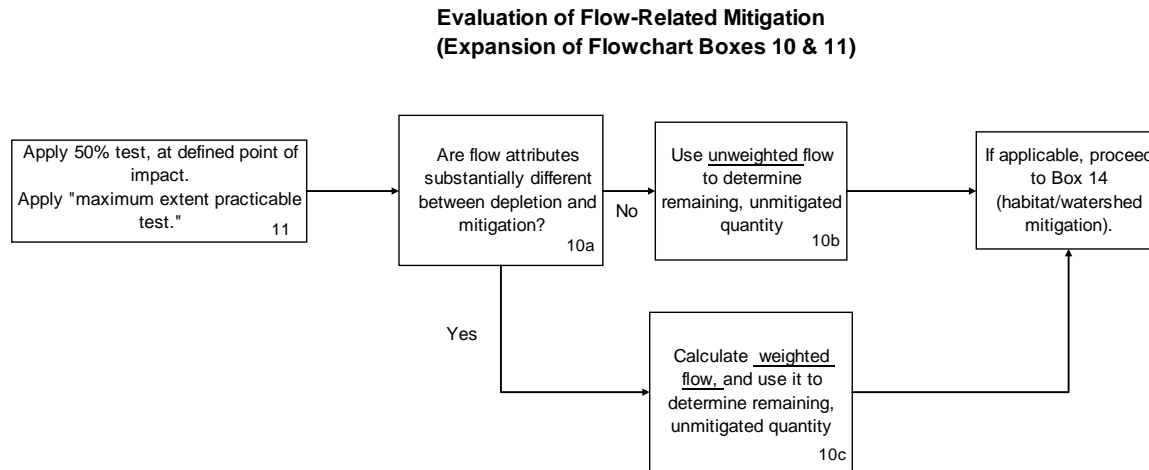 Evaluation of Flow-Related Mitigation
(Expansion of Flowchart Boxes 10 & 11)
Apply 50% test, at defined point of
impact.
Apply "maximum extent practicable
test."
11
Are flow attributes
substantially different
between depletion and
mitigation?
10a
No
Yes
Use unweighted flow
to determine
remaining, unmitigated
quantity
10b
Calculate weighted
flow, and use it to
determine remaining,
unmitigated quantity
10c
If applicable, proceed
to Box 14
(habitat/watershed
mitigation).